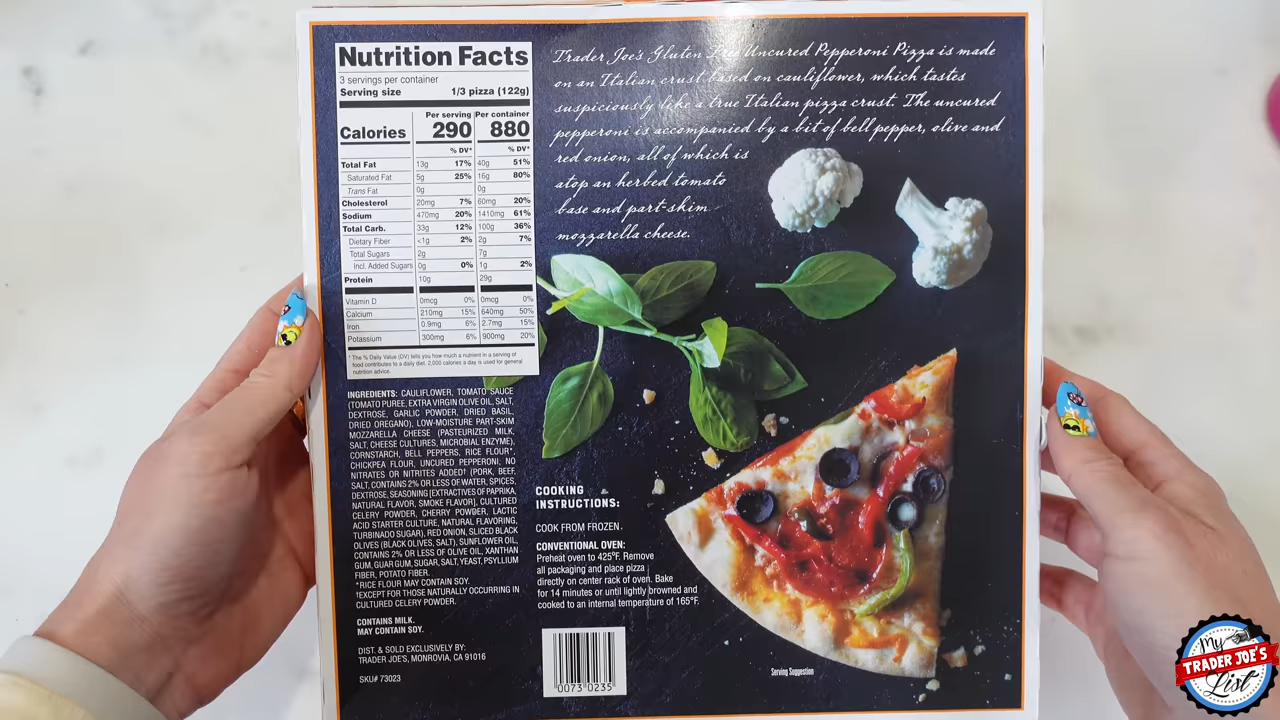 Nutrition Facts
3 servings per container
Serving size 1/3 pizza (122g)
Per serving Per container
Calories 290 880
% DV* % DV*
Total Fat 13g 17% 40g 51%
Saturated Fat 5g 25% 16g 80%
Trans Fat 0g 0g
Cholesterol 20mg 7% 60mg 20%
Sodium 470mg 20% 1410mg 61%
Total Carb. 33g 12% 100g 36%
Dietary Fiber <1g 2% 2g 7%
Total Sugars 2g 7g
Incl. Added Sugars 0g 0% 1g 2%
Protein 10g 29g
Vitamin D 0mcg 0% 0mcg 0%
Calcium 210mg 15% 640mg 50%
Iron 0.9mg 6% 2.7mg 15%
Potassium 300mg 6% 900mg 20%
* The % Daily Value (DV) tells you how much a nutrient in a serving of
food contributes to a daily diet. 2,000 calories a day is used for general
nutrition advice.
Trader Joe's Gluten Free Uncured Pepperoni Pizza is made
on an Italian crust based on cauliflower, which tastes
suspiciously like a true Italian pizza crust. The uncured
pepperoni is accompanied by a bit of bell pepper, olive and
red onion, all of which is
atop an herbed tomato
base and part-skim
mozzarella cheese.
INGREDIENTS: CAULIFLOWER, TOMATO SAUCE
(TOMATO PUREE, EXTRA VIRGIN OLIVE OIL, SALT,
DEXTROSE, GARLIC POWDER, DRIED BASIL,
DRIED OREGANO), LOW-MOISTURE PART-SKIM
MOZZARELLA CHEESE (PASTEURIZED MILK,
SALT, CHEESE CULTURES, MICROBIAL ENZYME),
CORNSTARCH, BELL PEPPERS, RICE FLOUR*,
CHICKPEA FLOUR, UNCURED PEPPERONI, NO
NITRATES OR NITRITES ADDED† (PORK, BEEF,
SALT, CONTAINS 2% OR LESS OF WATER, SPICES,
DEXTROSE, SEASONING [EXTRACTIVES OF PAPRIKA,
NATURAL FLAVOR, SMOKE FLAVOR], CULTURED
CELERY POWDER, CHERRY POWDER, LACTIC
ACID STARTER CULTURE, NATURAL FLAVORING,
TURBINADO SUGAR), RED ONION, SLICED BLACK
OLIVES (BLACK OLIVES, SALT), SUNFLOWER OIL,
CONTAINS 2% OR LESS OF OLIVE OIL, XANTHAN
GUM, GUAR GUM, SUGAR, SALT, YEAST, PSYLLIUM
FIBER, POTATO FIBER.
*RICE FLOUR MAY CONTAIN SOY.
†EXCEPT FOR THOSE NATURALLY OCCURRING IN
CULTURED CELERY POWDER.
CONTAINS MILK.
MAY CONTAIN SOY.
DIST. & SOLD EXCLUSIVELY BY:
TRADER JOE'S, MONROVIA, CA 91016
SKU# 73023
COOKING
INSTRUCTIONS:
COOK FROM FROZEN.
CONVENTIONAL OVEN:
Preheat oven to 425°F. Remove
all packaging and place pizza
directly on center rack of oven. Bake
for 14 minutes or until lightly browned and
cooked to an internal temperature of 165°F.
0073 0235
Serving Suggestion
My
TRADER JOE'S
List